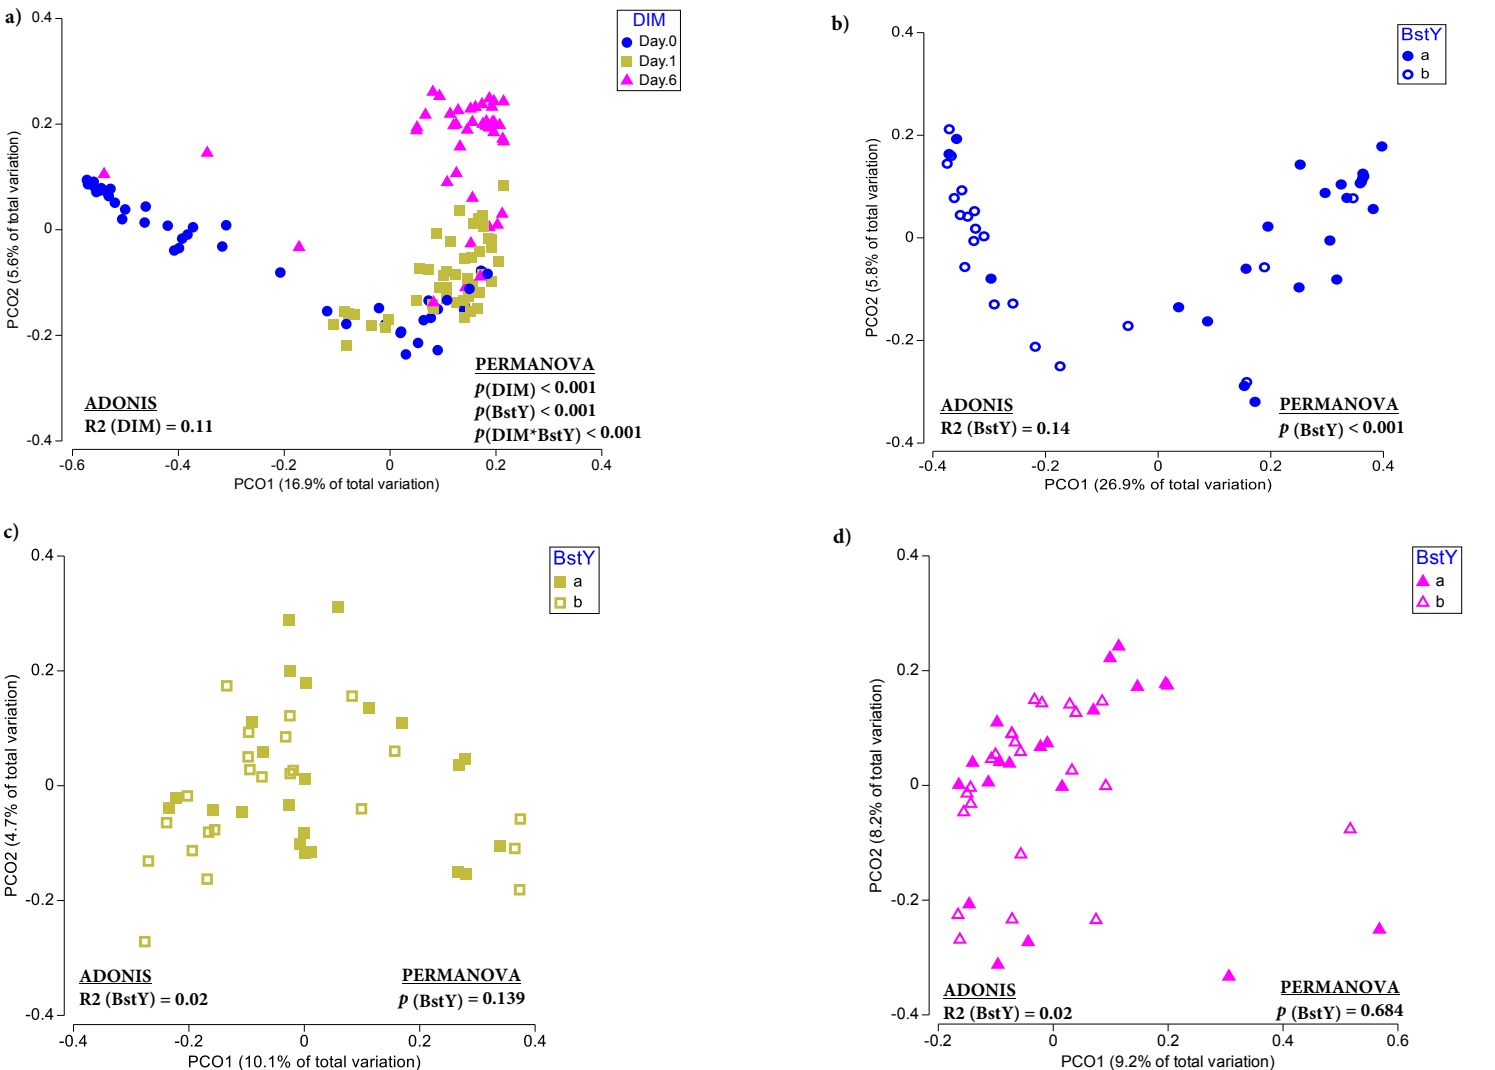 a)
DIM
Day.0
Day.1
Day.6
0.4
0.2
0
-0.2
-0.4
PCO2 (5.6% of total variation)
ADONIS
R2 (DIM) = 0.11
PERMANOVA
p(DIM) < 0.001
p(BstY) < 0.001
p(DIM*BstY) < 0.001
-0.6
-0.4
-0.2
0
0.2
0.4
PCO1 (16.9% of total variation)
b)
BstY
a
b
0.4
0.2
0
-0.2
-0.4
PCO2 (5.8% of total variation)
ADONIS
R2 (BstY) = 0.14
PERMANOVA
p (BstY) < 0.001
-0.4
-0.2
0
0.2
0.4
PCO1 (26.9% of total variation)
c)
BstY
a
b
0.4
0.2
0
-0.2
-0.4
PCO2 (4.7% of total variation)
ADONIS
R2 (BstY) = 0.02
PERMANOVA
p (BstY) = 0.139
-0.4
-0.2
0
0.2
0.4
PCO1 (10.1% of total variation)
d)
BstY
a
b
0.4
0.2
0
-0.2
-0.4
PCO2 (8.2% of total variation)
ADONIS
R2 (BstY) = 0.02
PERMANOVA
p (BstY) = 0.684
-0.2
0
0.2
0.4
0.6
PCO1 (9.2% of total variation)